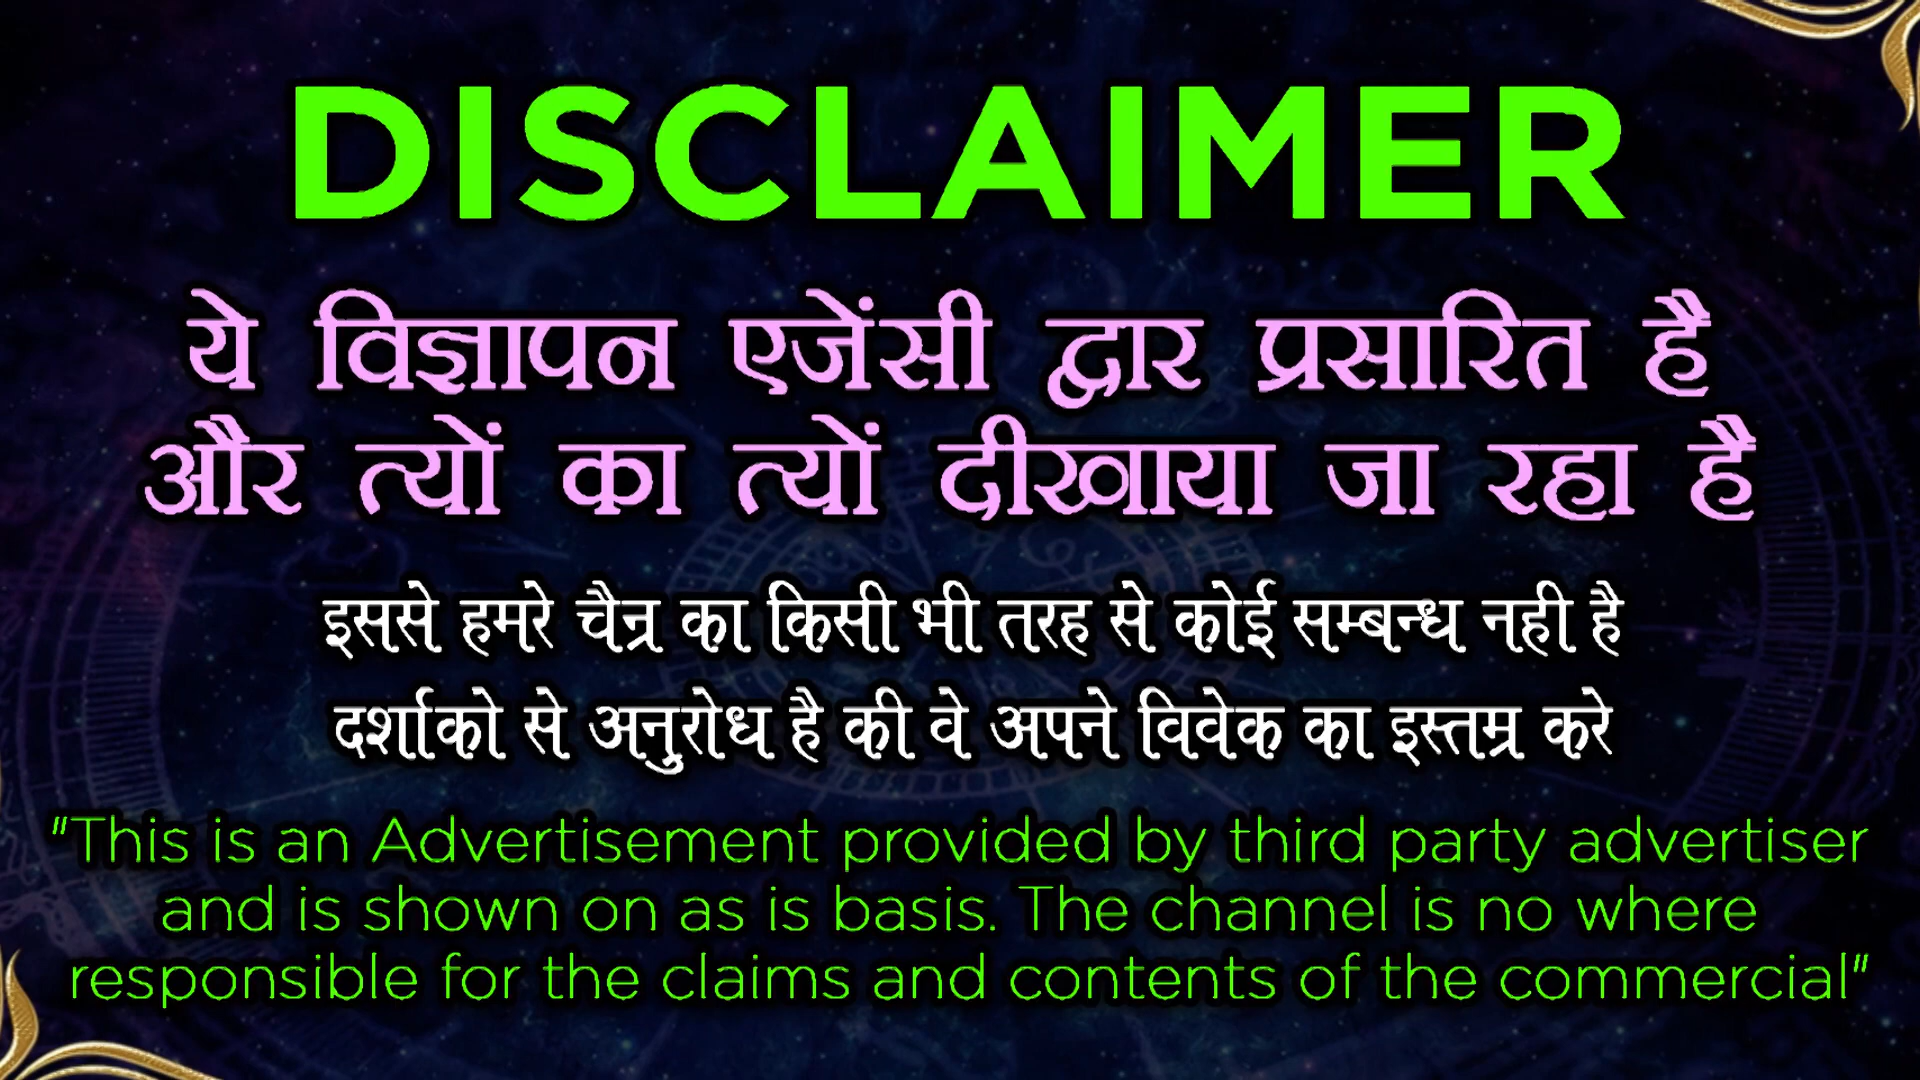 DISCLAIMER
ये विज्ञापन एजेंसी द्वार प्रसारित है
और त्यों का त्यों दीखाया जा रहा है
इससे हमरे चैन्र का किसी भी तरह से कोई सम्बन्ध नही है
दर्शाको से अनुरोध है की वे अपने विवेक का इस्तम्र करे
"This is an Advertisement provided by third party advertiser
and is shown on as is basis. The channel is no where
responsible for the claims and contents of the commercial"